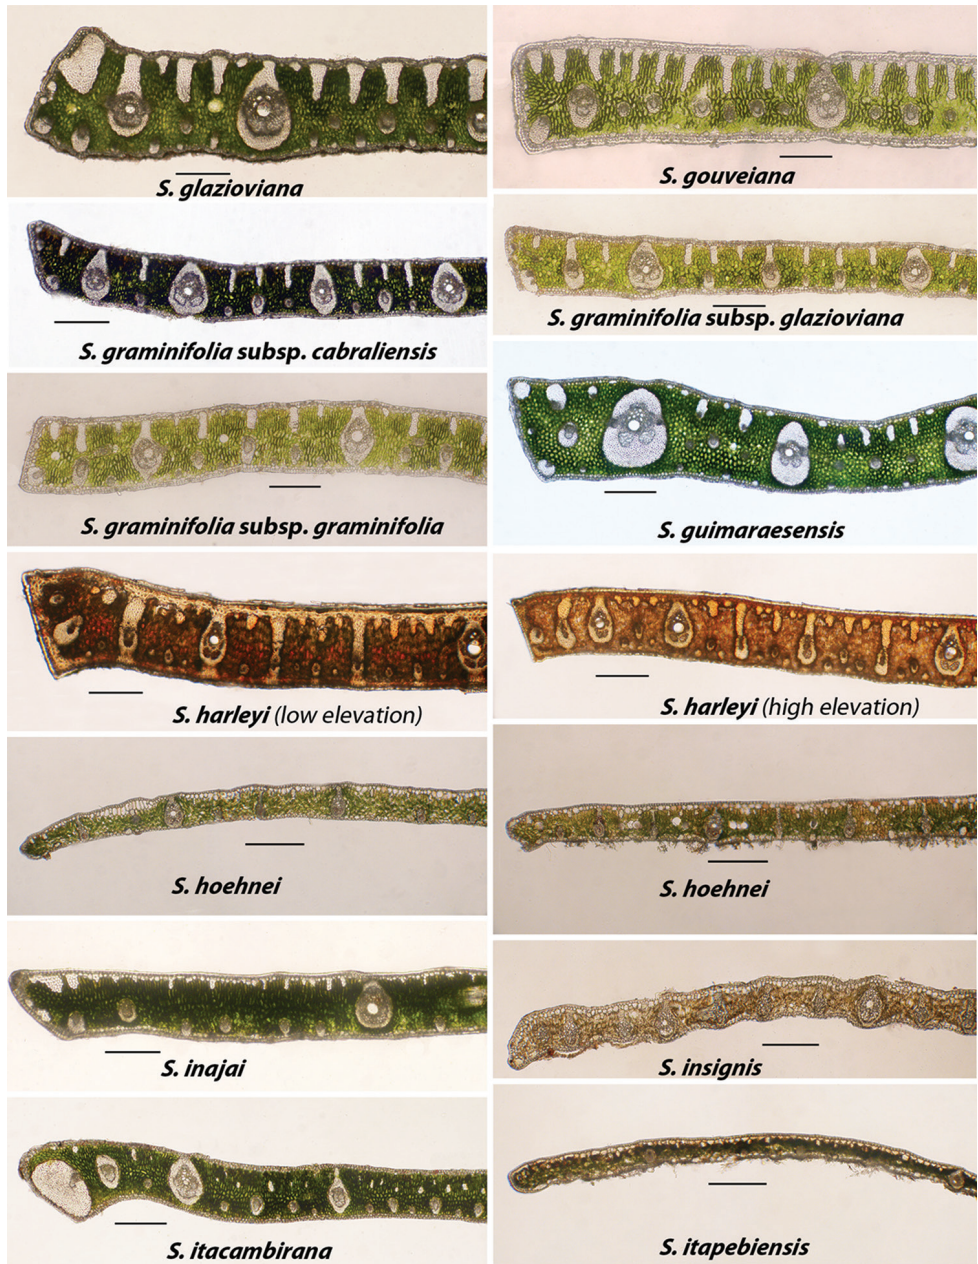 S. glazioviana
S. gouveiana
S. graminifolia subsp. cabraliensis
S. graminifolia subsp. glazioviana
S. graminifolia subsp. graminifolia
S. guimaraesensis
S. harleyi (low elevation)
S. harleyi (high elevation)
S. hoehnei
S. hoehnei
S. inajai
S. insignis
S. itacambirana
S. itapebiensis